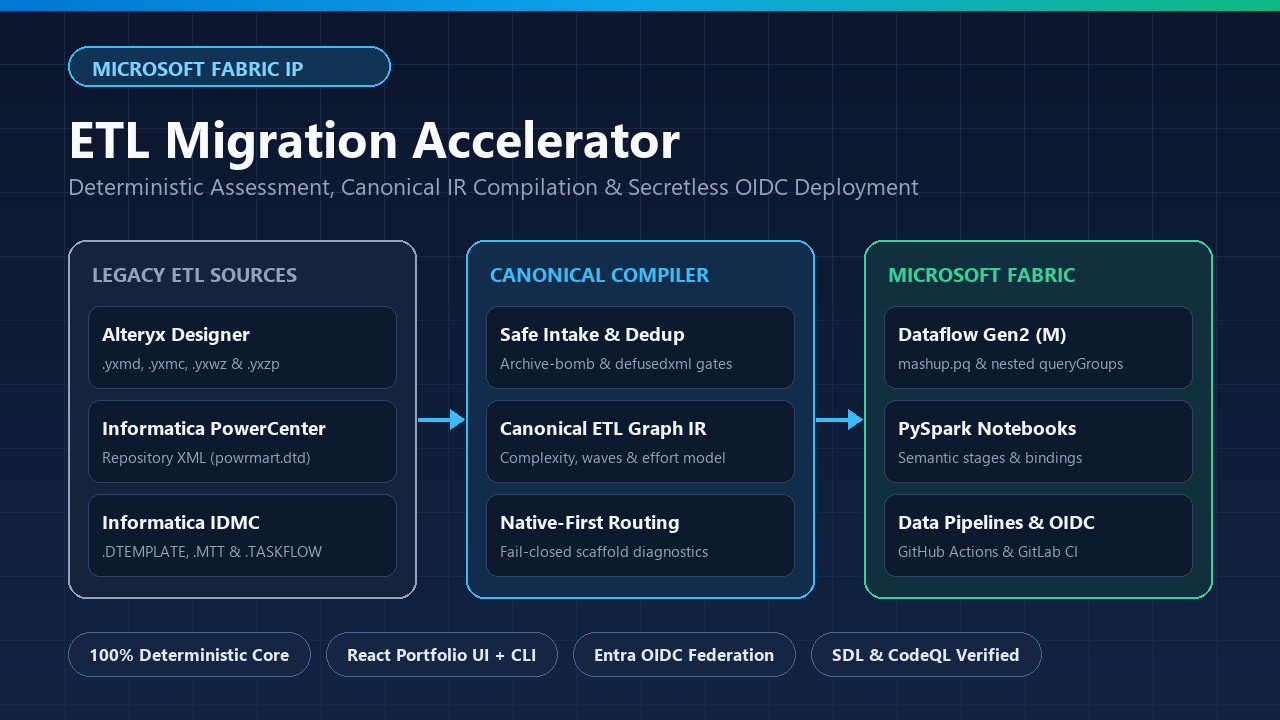 MICROSOFT FABRIC IP
ETL Migration Accelerator
Deterministic Assessment, Canonical IR Compilation & Secretless OIDC Deployment
LEGACY ETL SOURCES
Alteryx Designer
.yxmd, .yxmc, .yxwz & .yxzp
Informatica PowerCenter
Repository XML (powrmart.dtd)
Informatica IDMC
.DTEMPLATE, .MTT & .TASKFLOW
CANONICAL COMPILER
Safe Intake & Dedup
Archive-bomb & defusedxml gates
Canonical ETL Graph IR
Complexity, waves & effort model
Native-First Routing
Fail-closed scaffold diagnostics
MICROSOFT FABRIC
Dataflow Gen2 (M)
mashup.pq & nested queryGroups
PySpark Notebooks
Semantic stages & bindings
Data Pipelines & OIDC
GitHub Actions & GitLab CI
100% Deterministic Core
React Portfolio UI + CLI
Entra OIDC Federation
SDL & CodeQL Verified